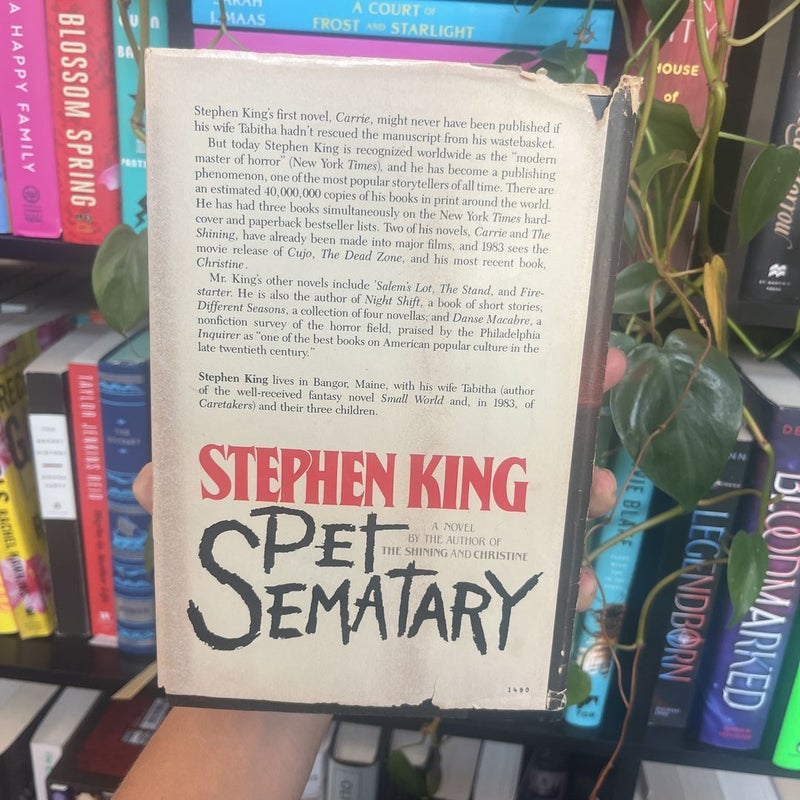 A HAPPY FAMILY
BLOSSOM SPRING
SARAH
J. MAAS
A COURT OF
FROST AND STARLIGHT
CITY
HOUSE
of
Stephen King's first novel, Carrie, might never have been published if
his wife Tabitha hadn't rescued the manuscript from his wastebasket.
But today Stephen King is recognized worldwide as the "modern
master of horror" (New York Times), and he has become a publishing
phenomenon, one of the most popular storytellers of all time. There are
an estimated 40,000,000 copies of his books in print around the world.
He has had three books simultaneously on the New York Times hard-
cover and paperback bestseller lists. Two of his novels, Carrie and The
Shining, have already been made into major films, and 1983 sees the
movie release of Cujo, The Dead Zone, and his most recent book,
Christine.
Mr. King's other novels include 'Salem's Lot, The Stand, and Fire-
starter. He is also the author of Night Shift, a book of short stories;
Different Seasons, a collection of four novellas; and Danse Macabre, a
nonfiction survey of the horror field, praised by the Philadelphia
Inquirer as "one of the best books on American popular culture in the
late twentieth century."
Stephen King lives in Bangor, Maine, with his wife Tabitha (author
of the well-received fantasy novel Small World and, in 1983, of
Caretakers) and their three children.
STEPHEN KING
PET
SEMATARY
A NOVEL
BY THE AUTHOR OF
THE SHINING AND CHRISTINE
1480
TAYLOR JENKINS REID
LEGENDBORN
BLOODMARKED